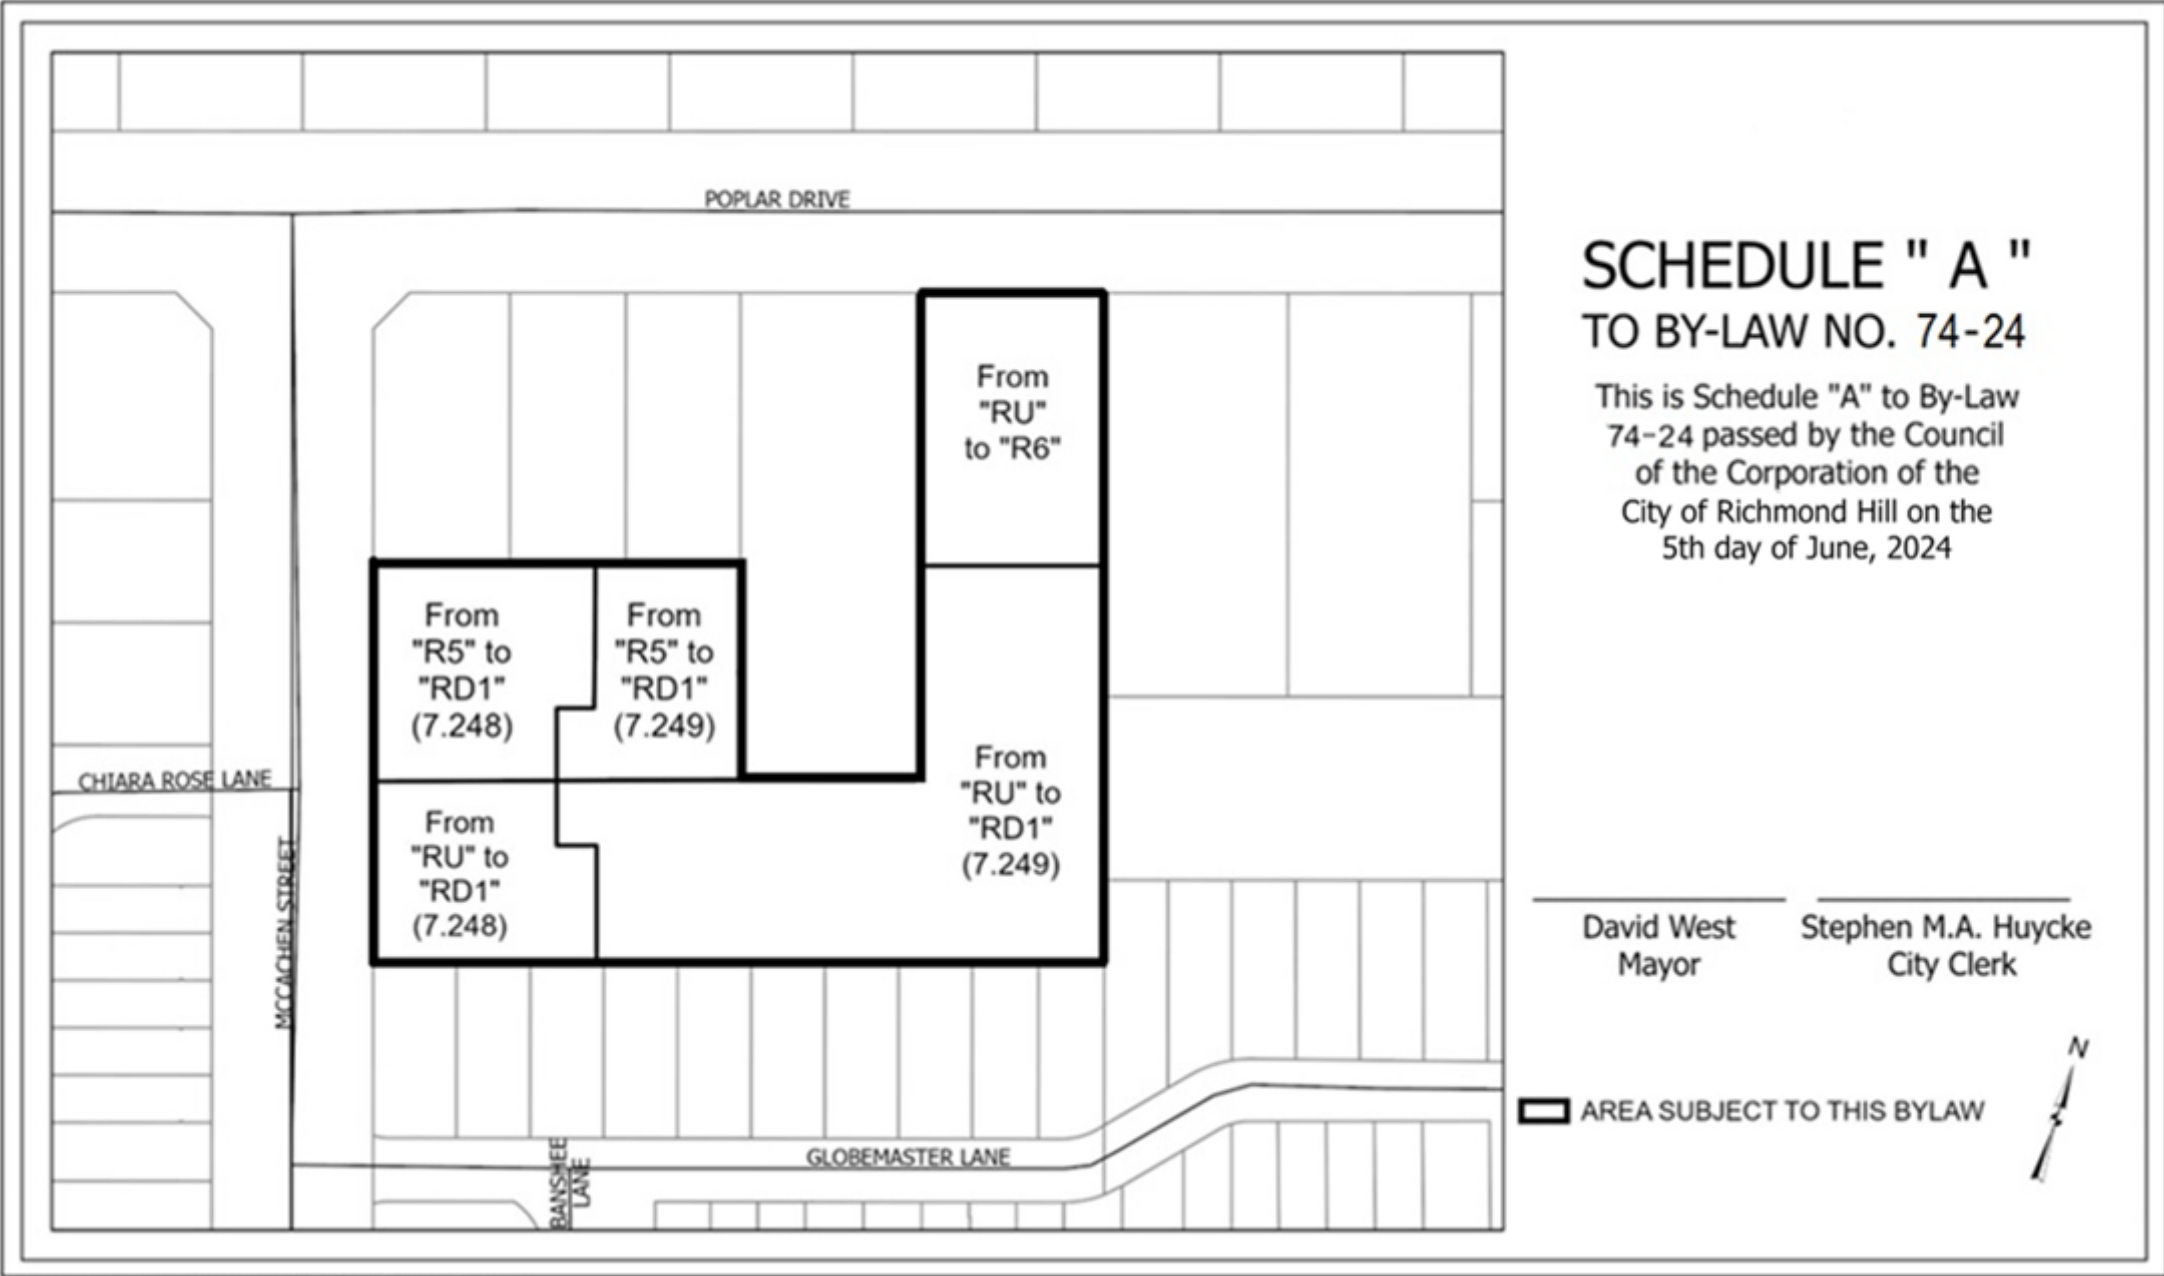 POPLAR DRIVE
From
"RU"
to "R6"
From
"R5" to
"RD1"
(7.248)
From
"R5" to
"RD1"
(7.249)
From
"RU" to
"RD1"
(7.249)
From
"RU" to
"RD1"
(7.248)
CHIARA ROSE LANE
MCCACHEN STREET
GLOBEMASTER LANE
BANSHEE
LANE
SCHEDULE " A "
TO BY-LAW NO. 74-24
This is Schedule "A" to By-Law
74-24 passed by the Council
of the Corporation of the
City of Richmond Hill on the
5th day of June, 2024
David West
Mayor
Stephen M.A. Huycke
City Clerk
N
AREA SUBJECT TO THIS BYLAW